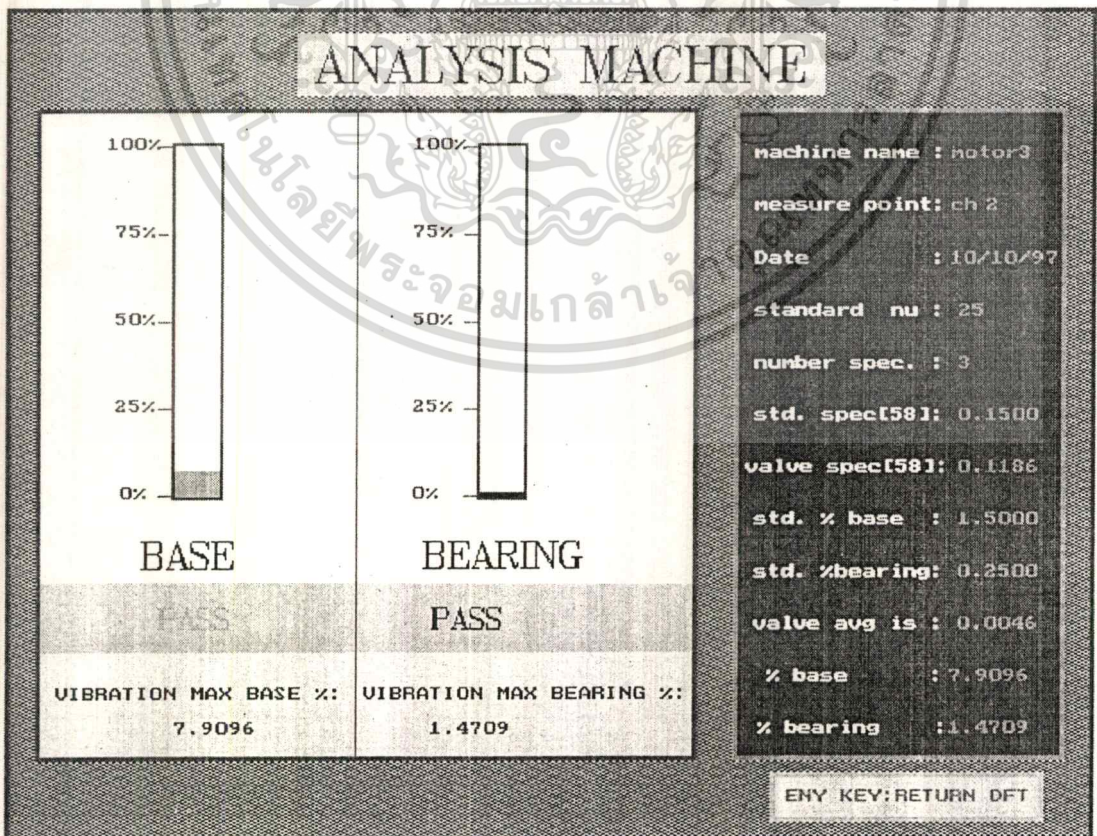 ANALYSIS MACHINE
100%
75%
50%
25%
0%
BASE
PASS
VIBRATION MAX BASE %:
7.9096
100%
75%
50%
25%
0%
BEARING
PASS
VIBRATION MAX BEARING %:
1.4709
machine name : motor3
measure point: ch 2
Date : 10/10/97
standard nu : 25
number spec. : 3
std. spec[58]: 0.1500
valve spec[58]: 0.1186
std. % base : 1.5000
std. %bearing: 0.2500
valve avg is : 0.0046
% base : 7.9096
% bearing :1.4709
ENY KEY:RETURN DFT